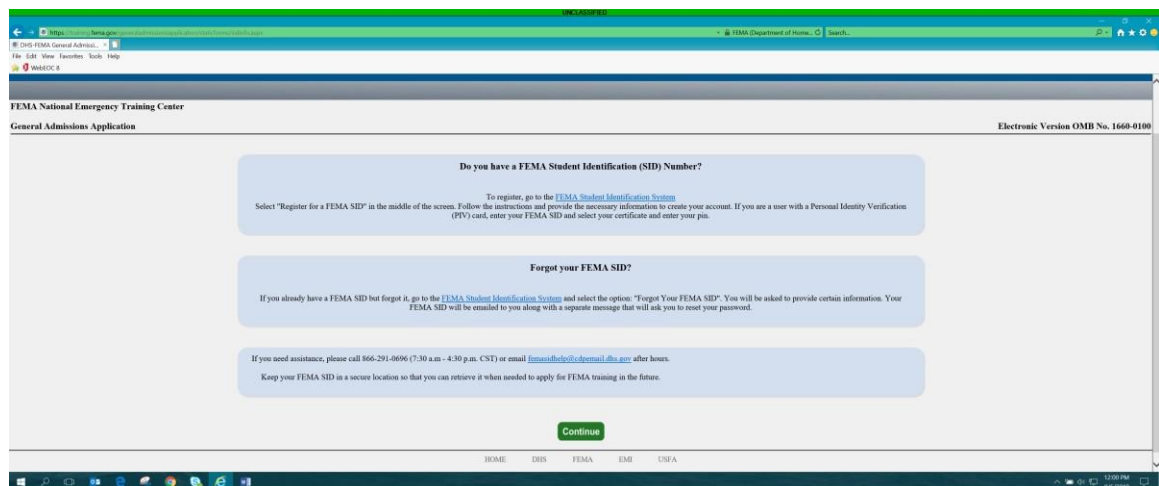 UNCLASSIFIED
https://training.fema.gov/generaladmissionsapplication/
FEMA (Department of Home... Search...
DHS-FEMA General Admissi...
File Edit View Favorites Tools Help
WebEOC 8
FEMA National Emergency Training Center
General Admissions Application Electronic Version OMB No. 1660-0100
Do you have a FEMA Student Identification (SID) Number?
To register, go to the FEMA Student Identification System
Select "Register for a FEMA SID" in the middle of the screen. Follow the instructions and provide the necessary information to create your account. If you are a user with a Personal Identity Verification
(PIV) card, enter your FEMA SID and select your certificate and enter your pin.
Forgot your FEMA SID?
If you already have a FEMA SID but forgot it, go to the FEMA Student Identification System and select the option: "Forgot Your FEMA SID". You will be asked to provide certain information. Your
FEMA SID will be emailed to you along with a separate message that will ask you to reset your password.
If you need assistance, please call 866-291-0696 (7:30 a.m - 4:30 p.m. CST) or email femasidhelp@cdpemail.dhs.gov after hours.
Keep your FEMA SID in a secure location so that you can retrieve it when needed to apply for FEMA training in the future.
Continue
HOME DHS FEMA EMI USFA
12:00 PM